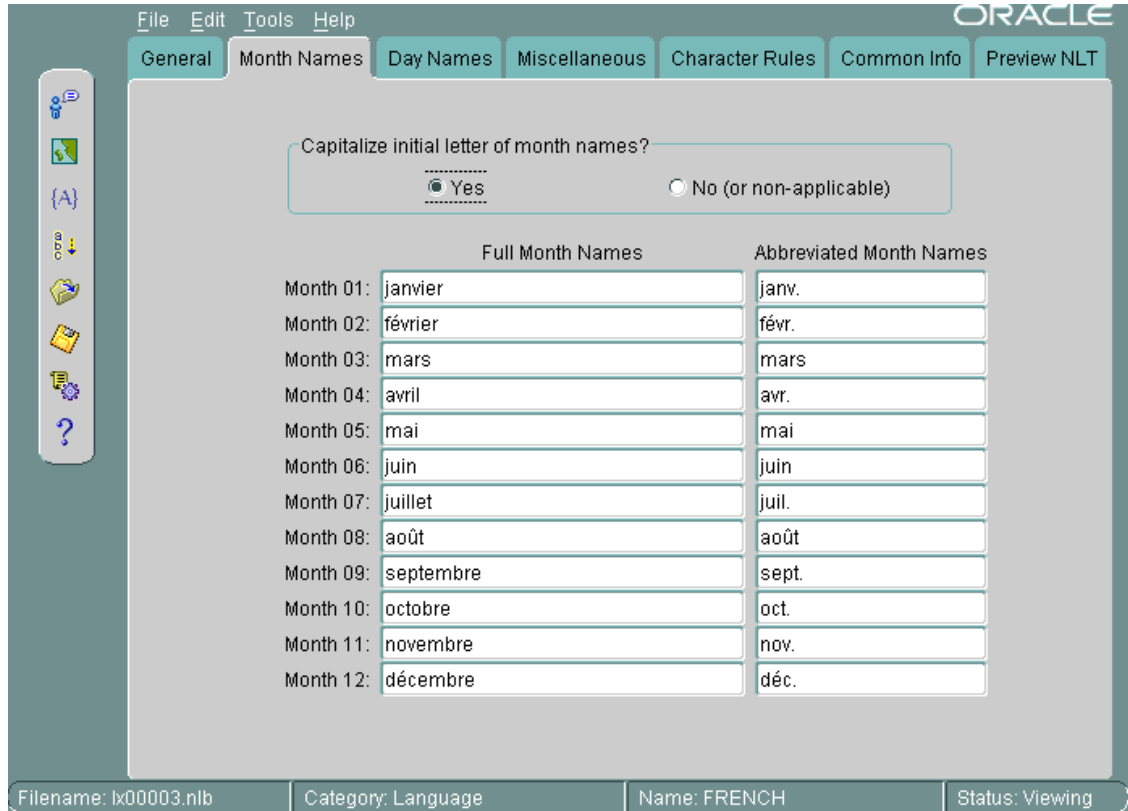 File Edit Tools Help ORACLE
General Month Names Day Names Miscellaneous Character Rules Common Info Preview NLT
{A}
a
b
c
?
Capitalize initial letter of month names?
Yes No (or non-applicable)
Full Month Names Abbreviated Month Names
Month 01: janvier janv.
Month 02: février févr.
Month 03: mars mars
Month 04: avril avr.
Month 05: mai mai
Month 06: juin juin
Month 07: juillet juil.
Month 08: août août
Month 09: septembre sept.
Month 10: octobre oct.
Month 11: novembre nov.
Month 12: décembre déc.
Filename: lx00003.nlb Category: Language Name: FRENCH Status: Viewing